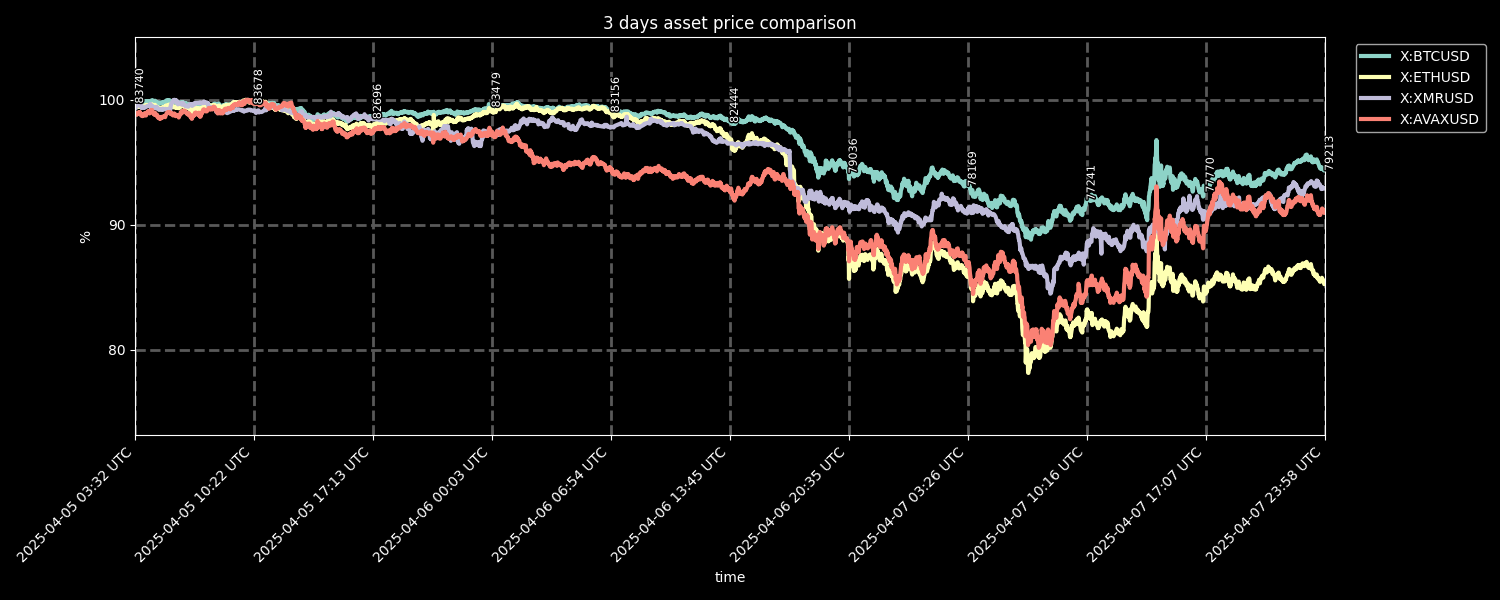 3 days asset price comparison
X:BTCUSD
X:ETHUSD
X:XMRUSD
X:AVAXUSD
83740
83678
82696
83479
83156
82444
79036
78169
77241
77770
79213
100
90
80
%
2025-04-05 03:32 UTC
2025-04-05 10:22 UTC
2025-04-05 17:13 UTC
2025-04-06 00:03 UTC
2025-04-06 06:54 UTC
2025-04-06 13:45 UTC
2025-04-06 20:35 UTC
2025-04-07 03:26 UTC
2025-04-07 10:16 UTC
2025-04-07 17:07 UTC
2025-04-07 23:58 UTC
time